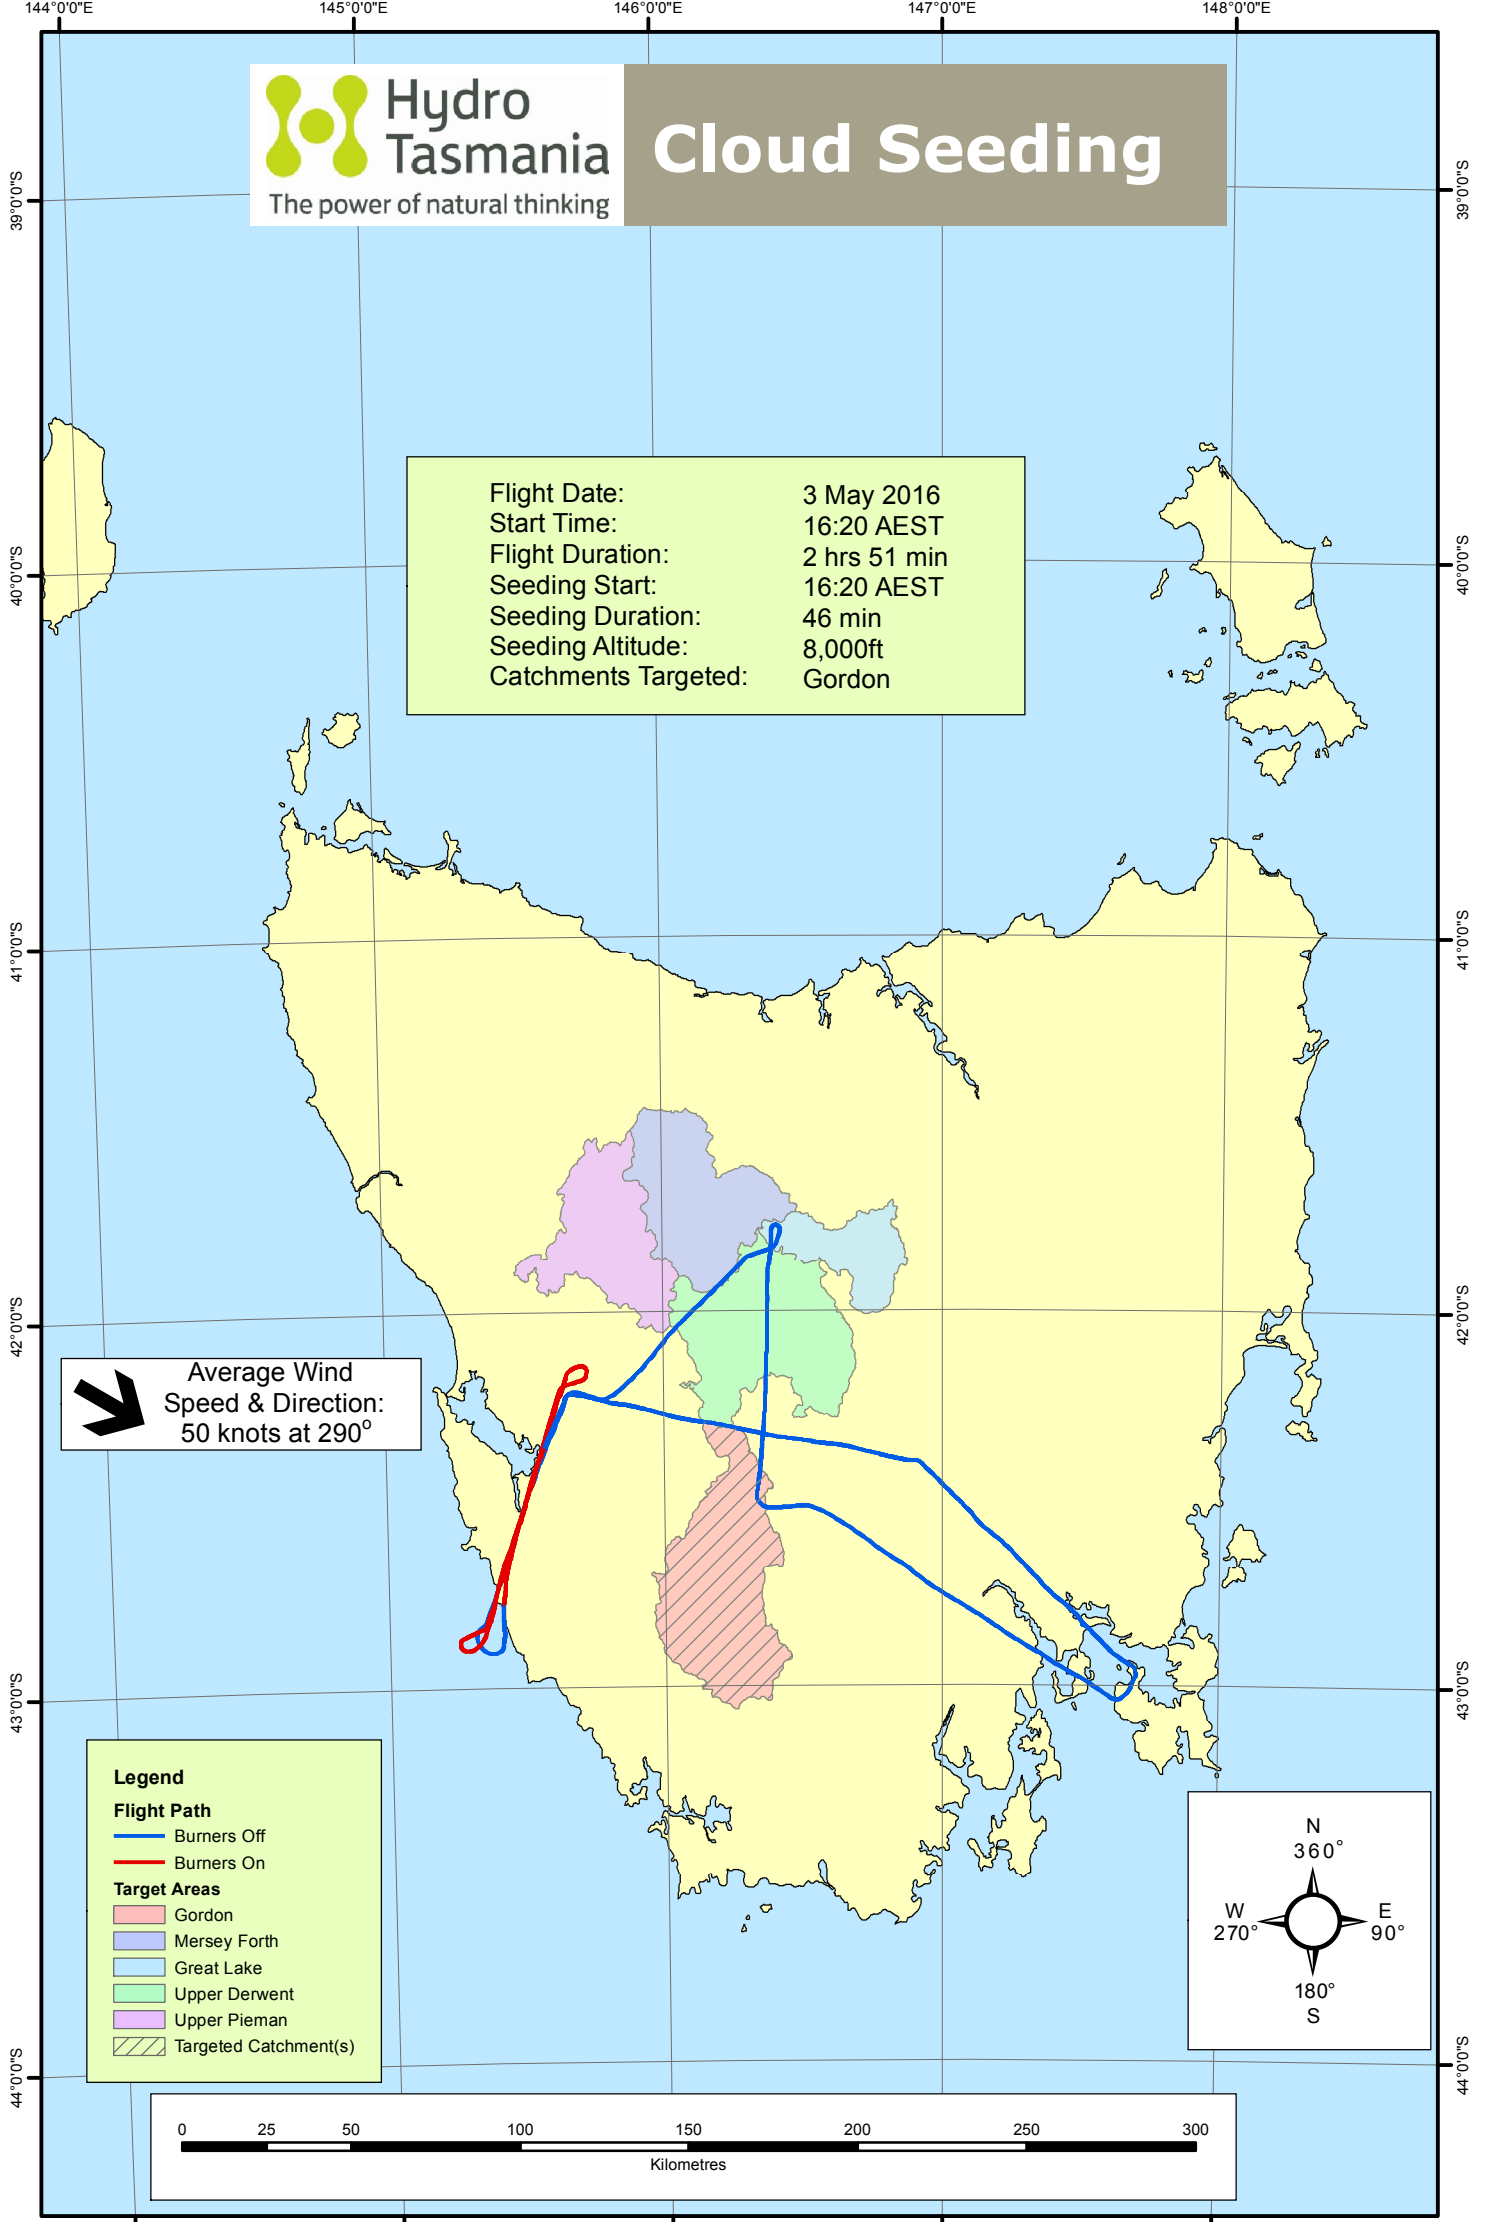 144°0'0"E 145°0'0"E 146°0'0"E 147°0'0"E 148°0'0"E
Hydro
Tasmania
The power of natural thinking
Cloud Seeding
39°0'0"S 39°0'0"S
Flight Date: 3 May 2016
Start Time: 16:20 AEST
Flight Duration: 2 hrs 51 min
Seeding Start: 16:20 AEST
Seeding Duration: 46 min
Seeding Altitude: 8,000ft
Catchments Targeted: Gordon
40°0'0"S 40°0'0"S
41°0'0"S 41°0'0"S
42°0'0"S 42°0'0"S
Average Wind
Speed & Direction:
50 knots at 290°
43°0'0"S 43°0'0"S
Legend
Flight Path
Burners Off
Burners On
Target Areas
Gordon
Mersey Forth
Great Lake
Upper Derwent
Upper Pieman
Targeted Catchment(s)
N
360°
W E
270° 90°
180°
S
44°0'0"S 44°0'0"S
0 25 50 100 150 200 250 300
Kilometres